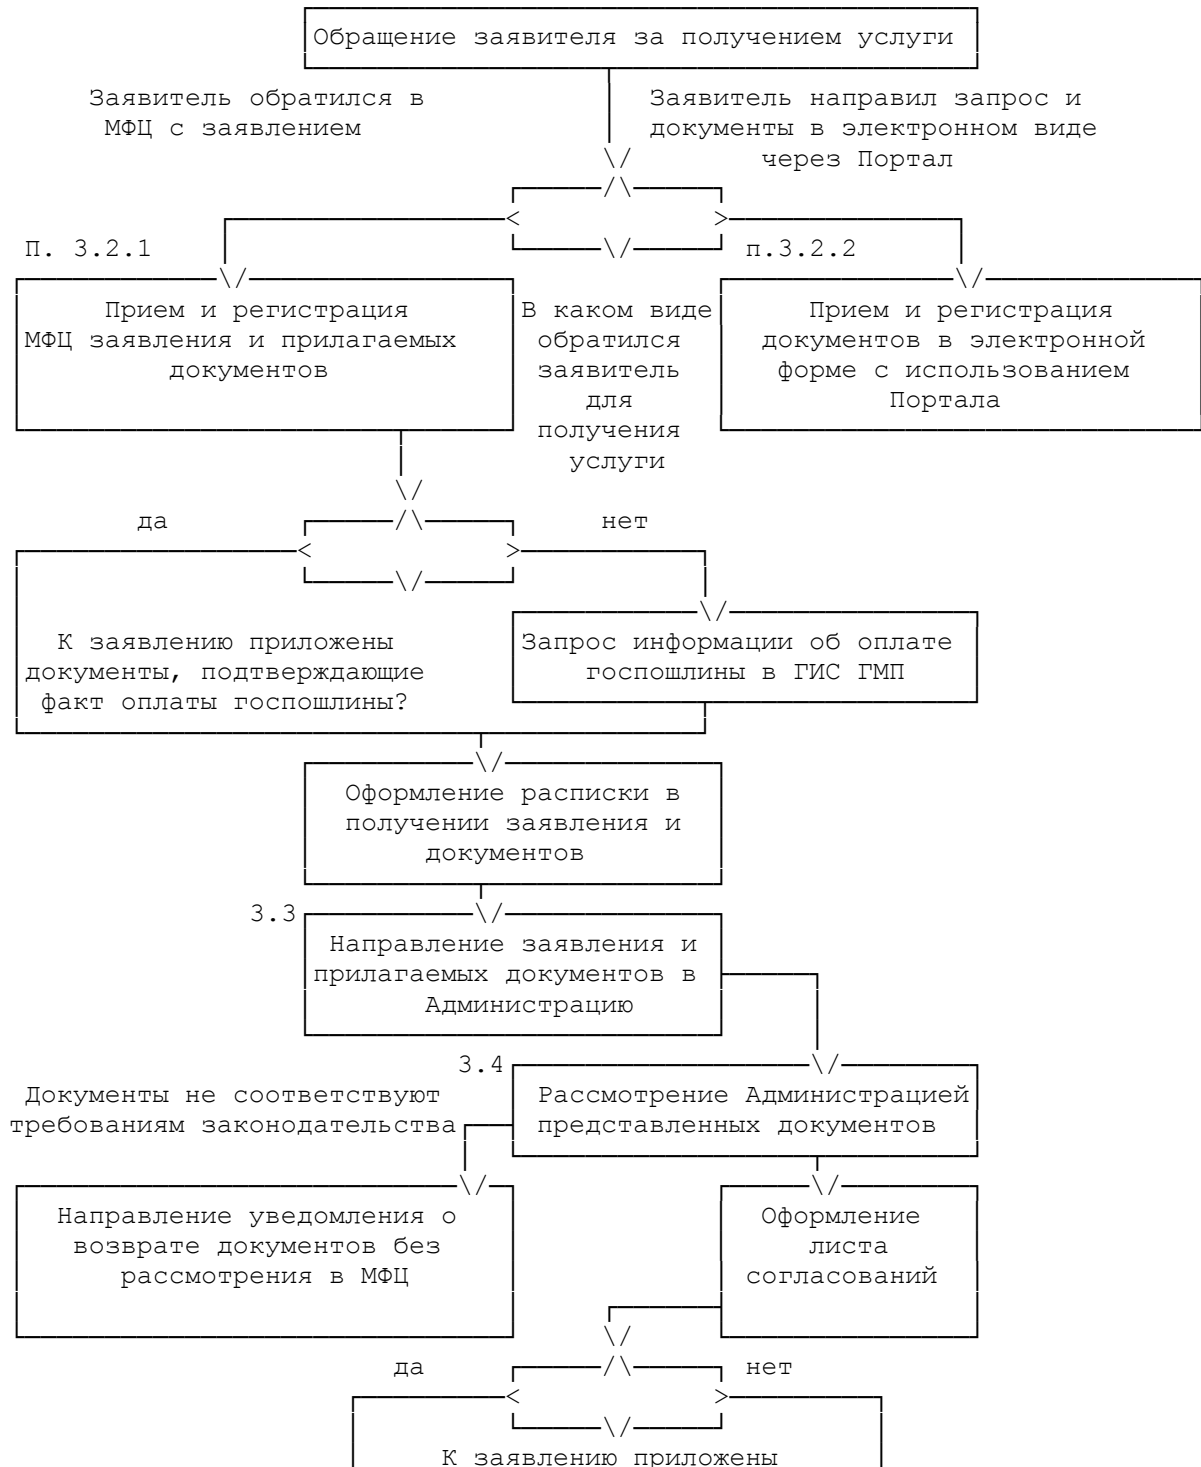 Обращение заявителя за получением услуги
Заявитель обратился в
МФЦ с заявлением
Заявитель направил запрос и
документы в электронном виде
через Портал
П. 3.2.1
п.3.2.2
Прием и регистрация
МФЦ заявления и прилагаемых
документов
В каком виде
обратился
заявитель
для
получения
услуги
Прием и регистрация
документов в электронной
форме с использованием
Портала
да
нет
К заявлению приложены
документы, подтверждающие
факт оплаты госпошлины?
Запрос информации об оплате
госпошлины в ГИС ГМП
Оформление расписки в
получении заявления и
документов
3.3
Направление заявления и
прилагаемых документов в
Администрацию
3.4
Документы не соответствуют
требованиям законодательства
Рассмотрение Администрацией
представленных документов
Направление уведомления о
возврате документов без
рассмотрения в МФЦ
Оформление
листа
согласований
да
нет
К заявлению приложены